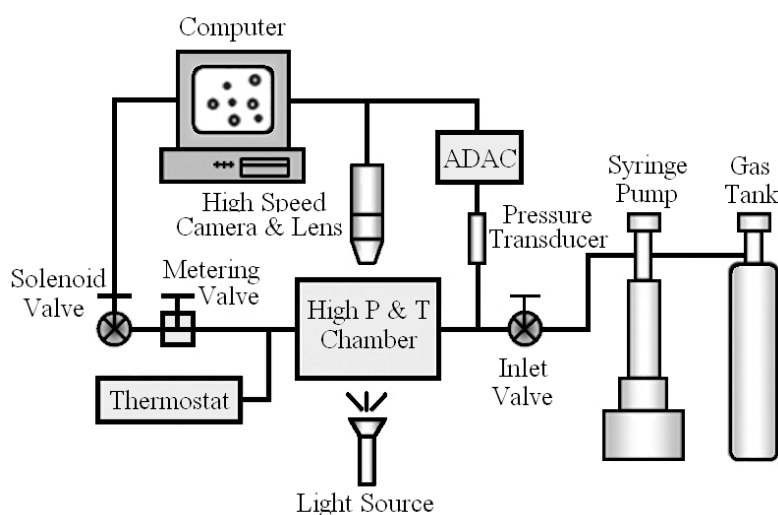 Computer
ADAC
Syringe
Pump
Gas
Tank
High Speed
Camera & Lens
Pressure
Transducer
Solenoid
Valve
Metering
Valve
High P & T
Chamber
Inlet
Valve
Thermostat
Light Source